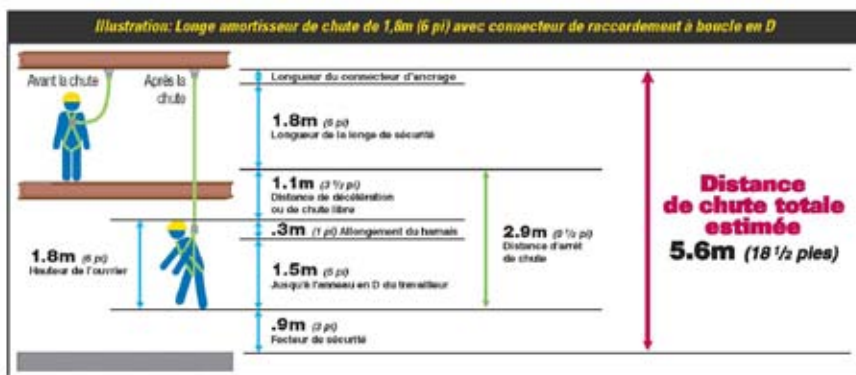 Illustration: Longe amortisseur de chute de 1,8m (6 pi) avec connecteur de raccordement à boucle en D
Avant la chute
Après la
chute
Longueur du connecteur d'ancrage
1.8m (6 pi)
Longueur de la longe de sécurité
1.1m (3 1/2 pi)
Distance de décélération
ou de chute libre
.3m (1 pi) Allongement du harnais
1.8m (6 pi)
Hauteur de l'ouvrier
1.5m (5 pi)
Jusqu'à l'anneau en D du travailleur
2.9m (9 1/2 pi)
Distance d'arrêt
de chute
.9m (3 pi)
Facteur de sécurité
Distance
de chute totale
estimée
5.6m (18 1/2 pies)